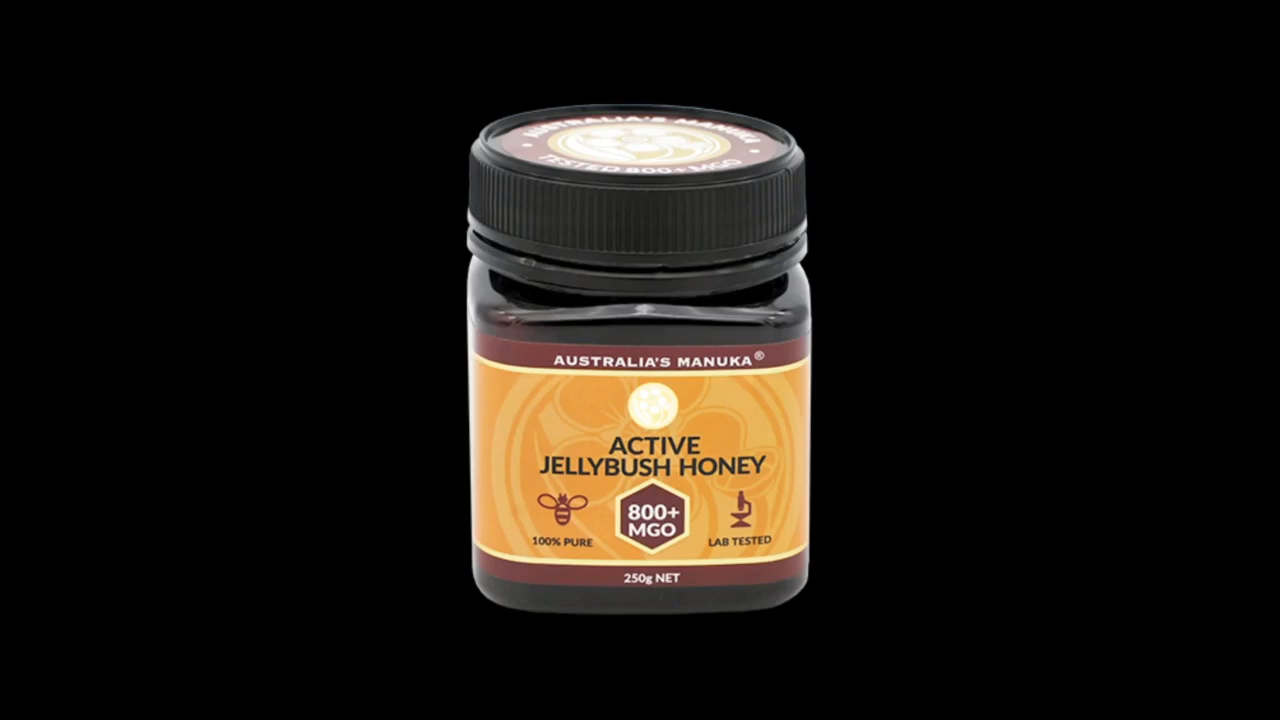 AUSTRALIA'S MANUKA
TESTED 800+ MGO
AUSTRALIA'S MANUKA®
ACTIVE
JELLYBUSH HONEY
800+
MGO
100% PURE
LAB TESTED
250g NET